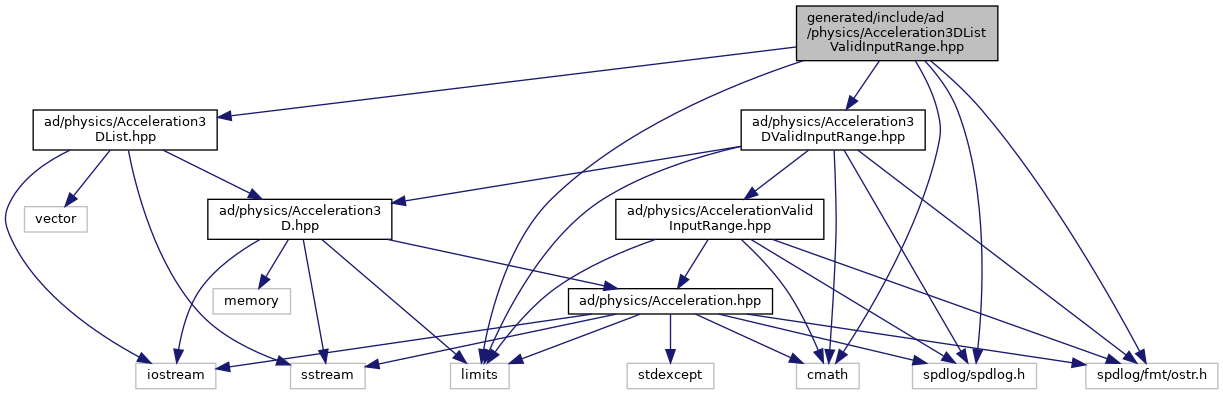 generated/include/ad
/physics/Acceleration3DList
ValidInputRange.hpp
ad/physics/Acceleration3
DList.hpp
ad/physics/Acceleration3
DValidInputRange.hpp
vector
ad/physics/Acceleration3
D.hpp
ad/physics/AccelerationValid
InputRange.hpp
memory
ad/physics/Acceleration.hpp
iostream
sstream
limits
stdexcept
cmath
spdlog/spdlog.h
spdlog/fmt/ostr.h